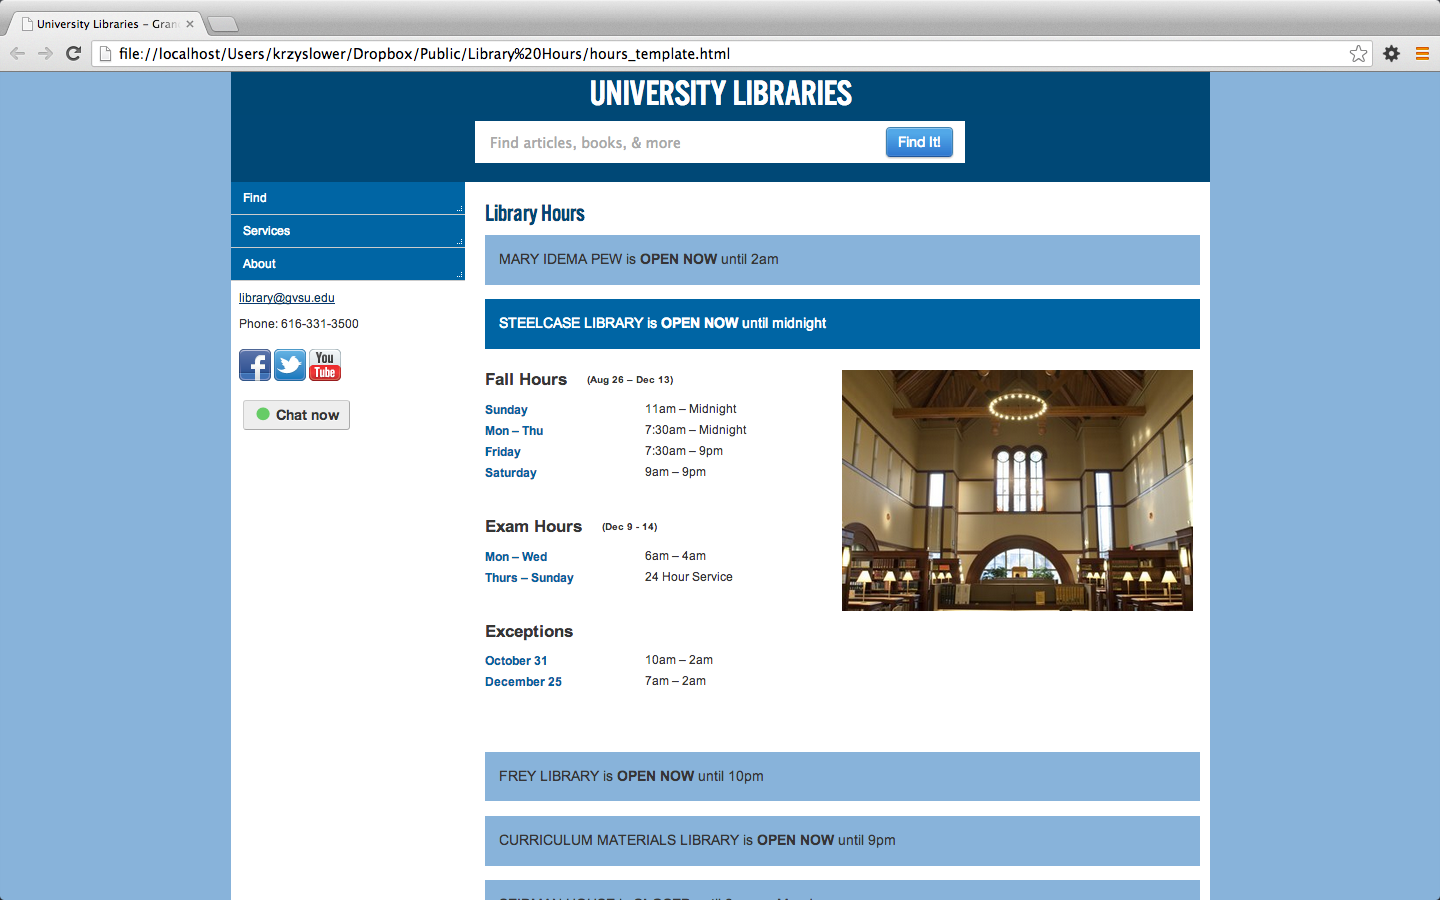 University Libraries – Gran
file://localhost/Users/krzyslower/Dropbox/Public/Library%20Hours/hours_template.html
UNIVERSITY LIBRARIES
Find articles, books, & more
Find It!
Find
Services
About
library@gvsu.edu
Phone: 616-331-3500
You
Tube
Chat now
Library Hours
MARY IDEMA PEW is OPEN NOW until 2am
STEELCASE LIBRARY is OPEN NOW until midnight
Fall Hours (Aug 26 – Dec 13)
Sunday 11am – Midnight
Mon – Thu 7:30am – Midnight
Friday 7:30am – 9pm
Saturday 9am – 9pm
Exam Hours (Dec 9 - 14)
Mon – Wed 6am – 4am
Thurs – Sunday 24 Hour Service
Exceptions
October 31 10am – 2am
December 25 7am – 2am
FREY LIBRARY is OPEN NOW until 10pm
CURRICULUM MATERIALS LIBRARY is OPEN NOW until 9pm